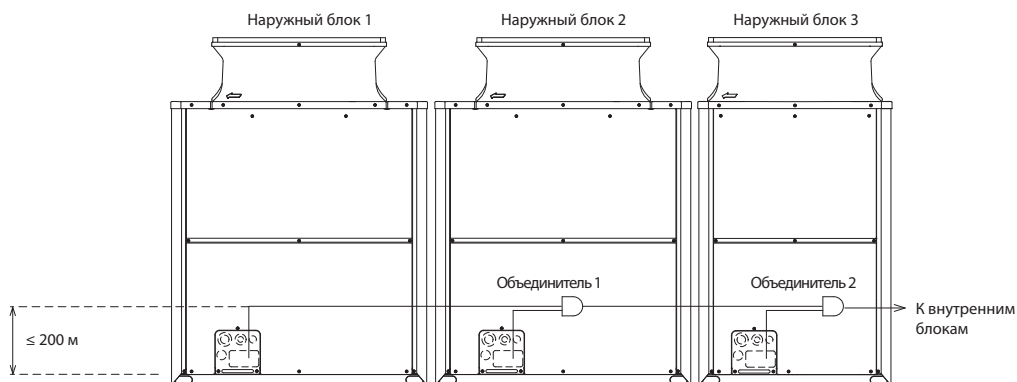 Наружный блок 1
Наружный блок 2
Наружный блок 3
Объединитель 1
Объединитель 2
К внутренним
блокам
≤ 200 м